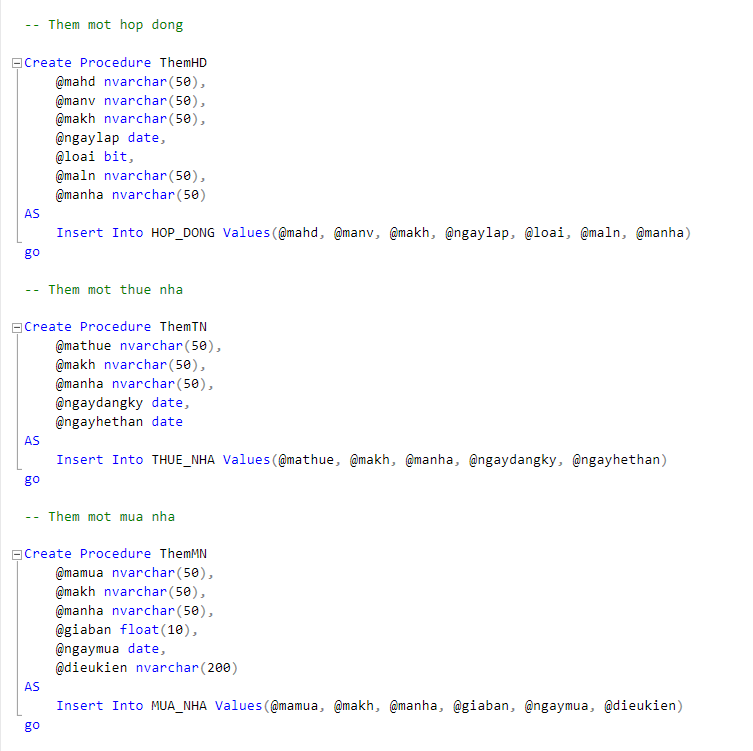 -- Them mot hop dong
Create Procedure ThemHD
@mahd nvarchar(50),
@manv nvarchar(50),
@makh nvarchar(50),
@ngaylap date,
@loai bit,
@maln nvarchar(50),
@manha nvarchar(50)
AS
Insert Into HOP_DONG Values(@mahd, @manv, @makh, @ngaylap, @loai, @maln, @manha)
go
-- Them mot thue nha
Create Procedure ThemTN
@mathue nvarchar(50),
@makh nvarchar(50),
@manha nvarchar(50),
@ngaydangky date,
@ngayhethan date
AS
Insert Into THUE_NHA Values(@mathue, @makh, @manha, @ngaydangky, @ngayhethan)
go
-- Them mot mua nha
Create Procedure ThemMN
@mamua nvarchar(50),
@makh nvarchar(50),
@manha nvarchar(50),
@giaban float(10),
@ngaymua date,
@dieukien nvarchar(200)
AS
Insert Into MUA_NHA Values(@mamua, @makh, @manha, @giaban, @ngaymua, @dieukien)
go